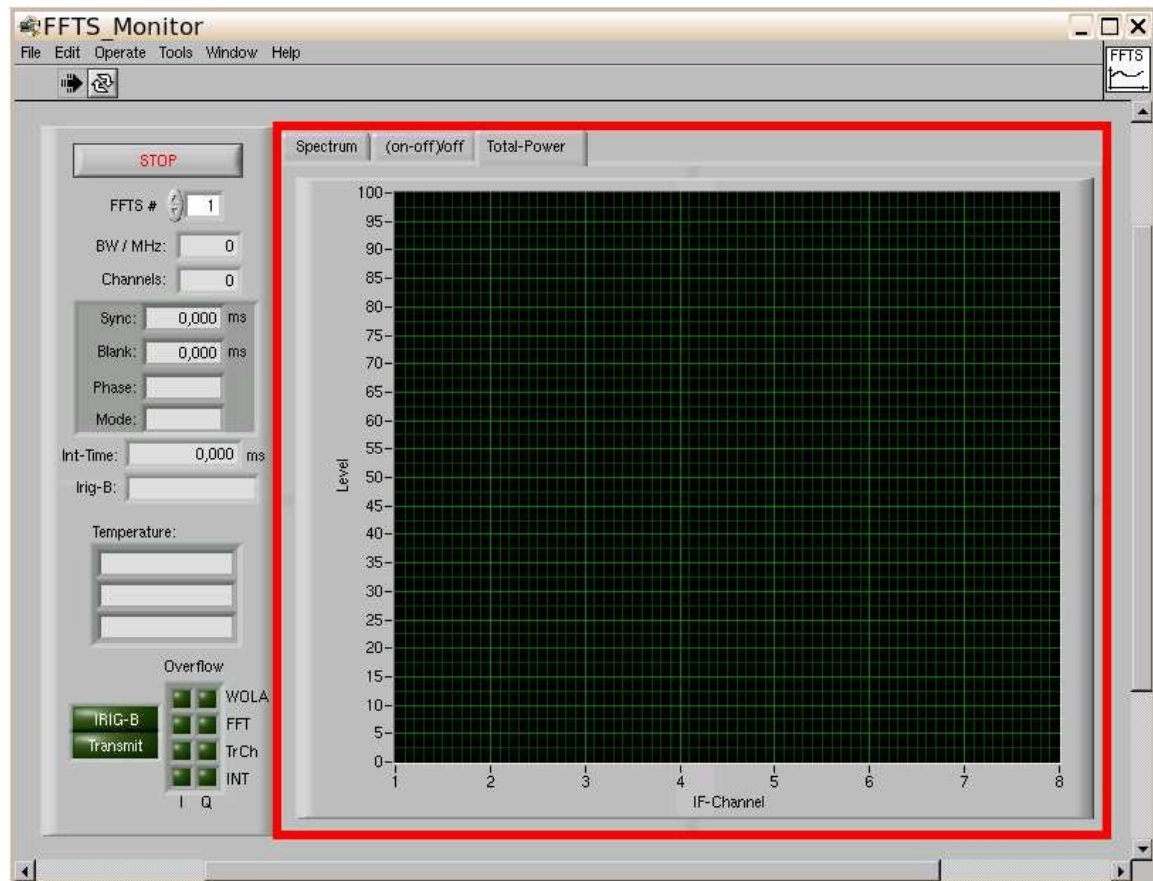 FFTS_Monitor
File Edit Operate Tools Window Help
FFTS
STOP
FFTS # 1
BW / MHz: 0
Channels: 0
Sync: 0,000 ms
Blank: 0,000 ms
Phase:
Mode:
Int-Time: 0,000 ms
Irig-B:
Temperature:
Overflow
WOLA
IRIG-B
FFT
Transmit
TrCh
INT
I Q
Spectrum (on-off)/off Total-Power
100
95
90
85
80
75
70
65
60
55
50
45
40
35
30
25
20
15
10
5
0
Level
1 2 3 4 5 6 7 8
IF-Channel